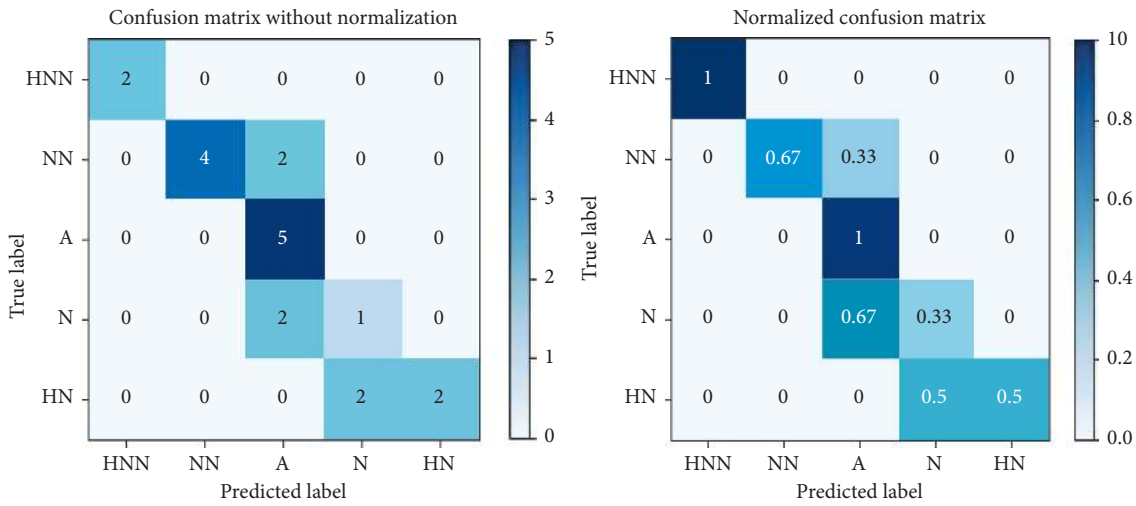 Confusion matrix without normalization
HNN 2 0 0 0 0
NN 0 4 2 0 0
A 0 0 5 0 0
N 0 0 2 1 0
HN 0 0 0 2 2
HNN NN A N HN
Predicted label
True label
5
4
3
2
1
0
Normalized confusion matrix
1 0 0 0 0
0 0.67 0.33 0 0
0 0 1 0 0
0 0 0.67 0.33 0
0 0 0 0.5 0.5
HNN NN A N HN
Predicted label
True label
10
0.8
0.6
0.4
0.2
0.0